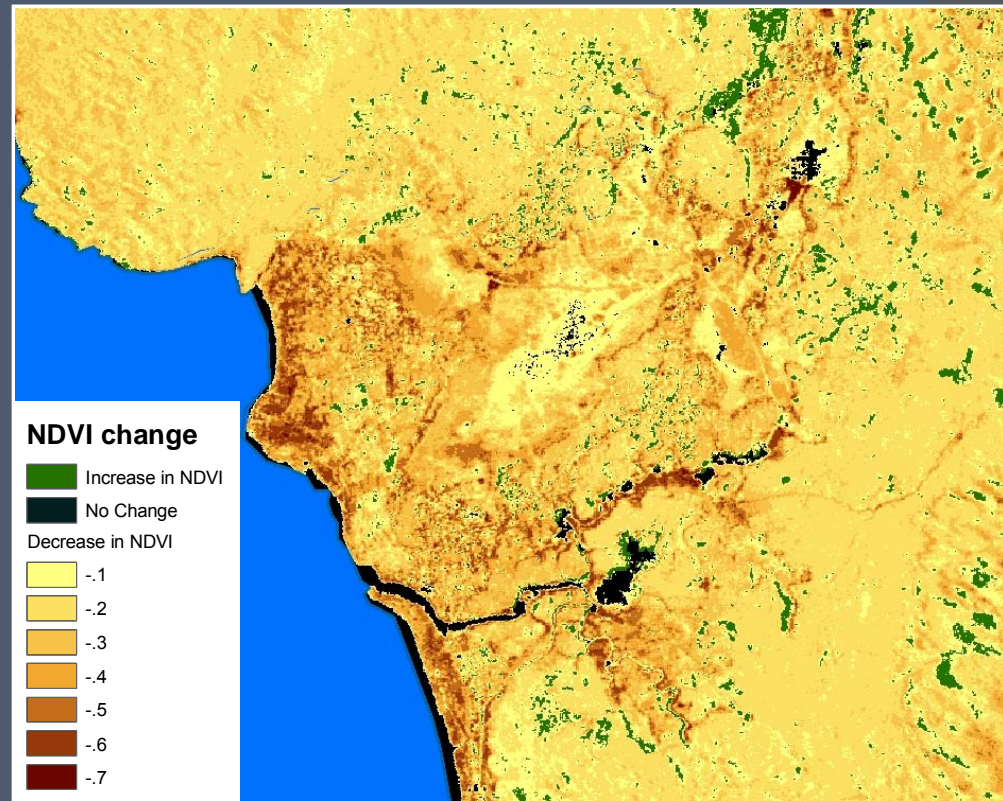 NDVI change
Increase in NDVI
No Change
Decrease in NDVI
-.1
-.2
-.3
-.4
-.5
-.6
-.7